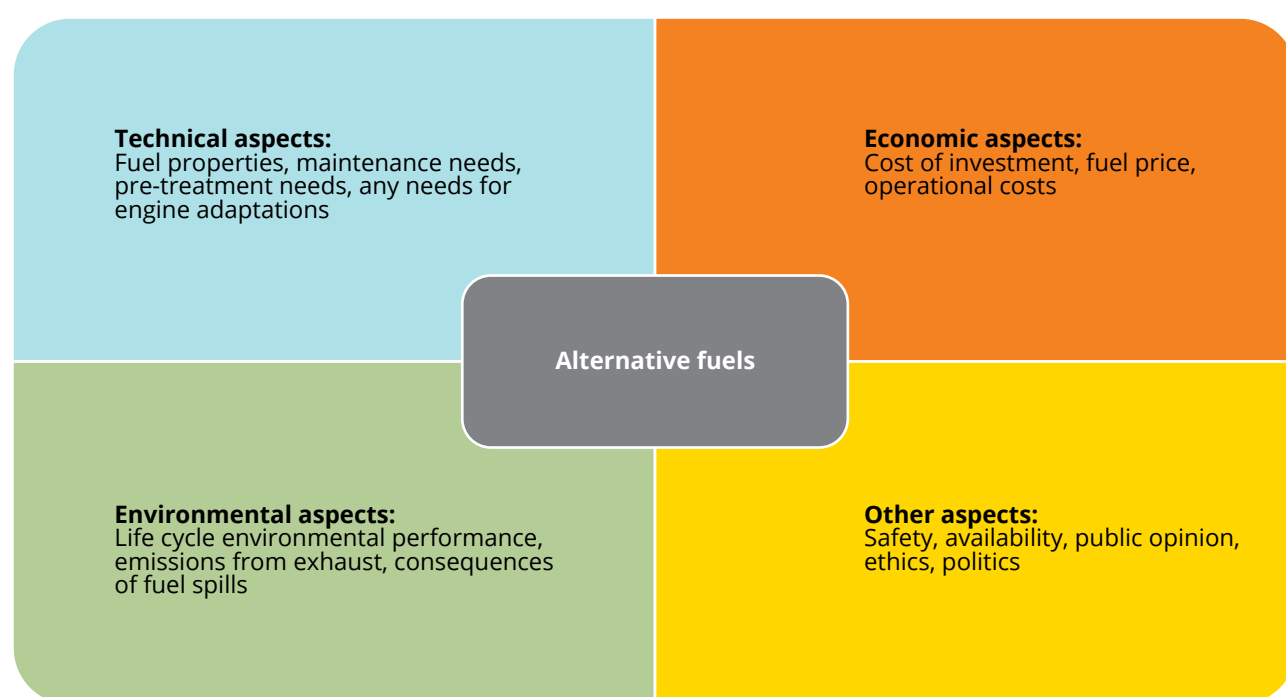 Technical aspects:
Fuel properties, maintenance needs,
pre-treatment needs, any needs for
engine adaptations
Economic aspects:
Cost of investment, fuel price,
operational costs
Alternative fuels
Environmental aspects:
Life cycle environmental performance,
emissions from exhaust, consequences
of fuel spills
Other aspects:
Safety, availability, public opinion,
ethics, politics